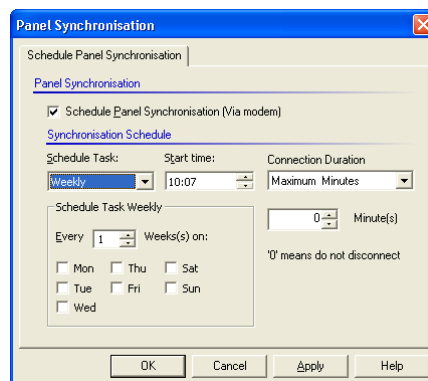 Panel Synchronisation
Schedule Panel Synchronisation
Panel Synchronisation
Schedule Panel Synchronisation (Via modem)
Synchronisation Schedule
Schedule Task: Start time: Connection Duration
Weekly 10:07 Maximum Minutes
Schedule Task Weekly
Every 1 Weeks(s) on: 0 Minute(s)
Mon Thu Sat '0' means do not disconnect
Tue Fri Sun
Wed
OK Cancel Apply Help